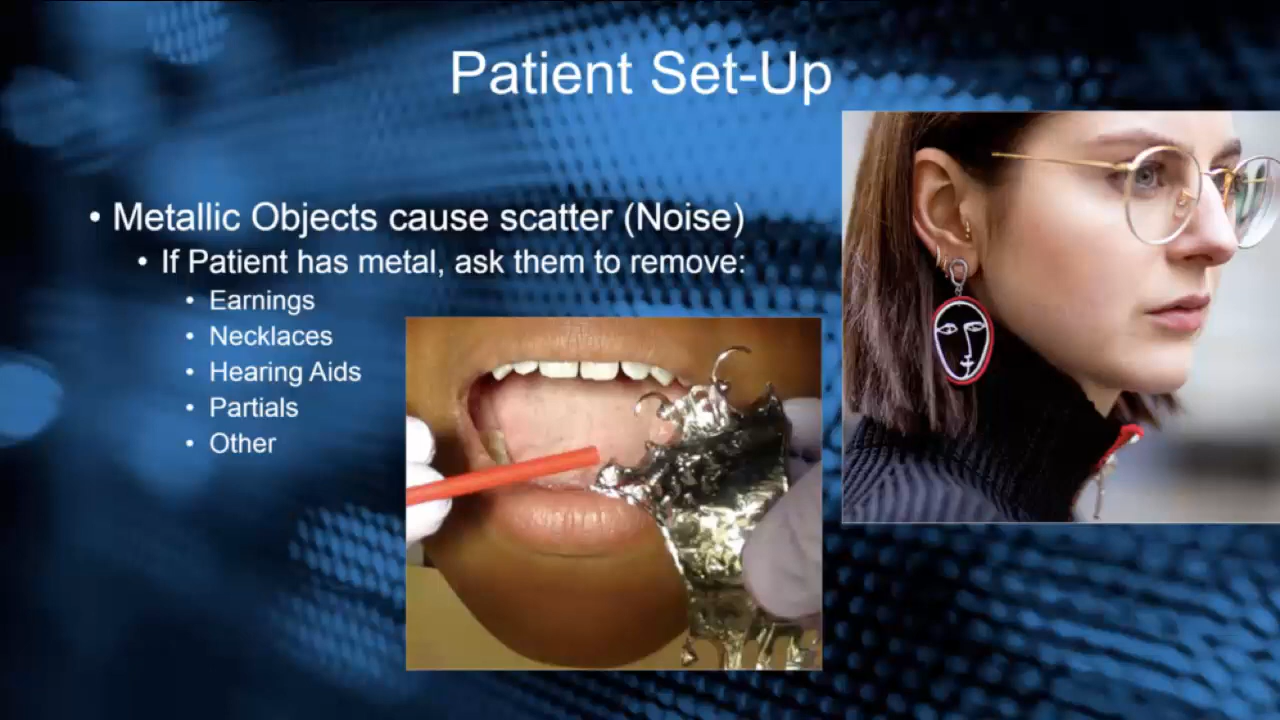 Patient Set-Up
• Metallic Objects cause scatter (Noise)
• If Patient has metal, ask them to remove:
• Earnings
• Necklaces
• Hearing Aids
• Partials
• Other